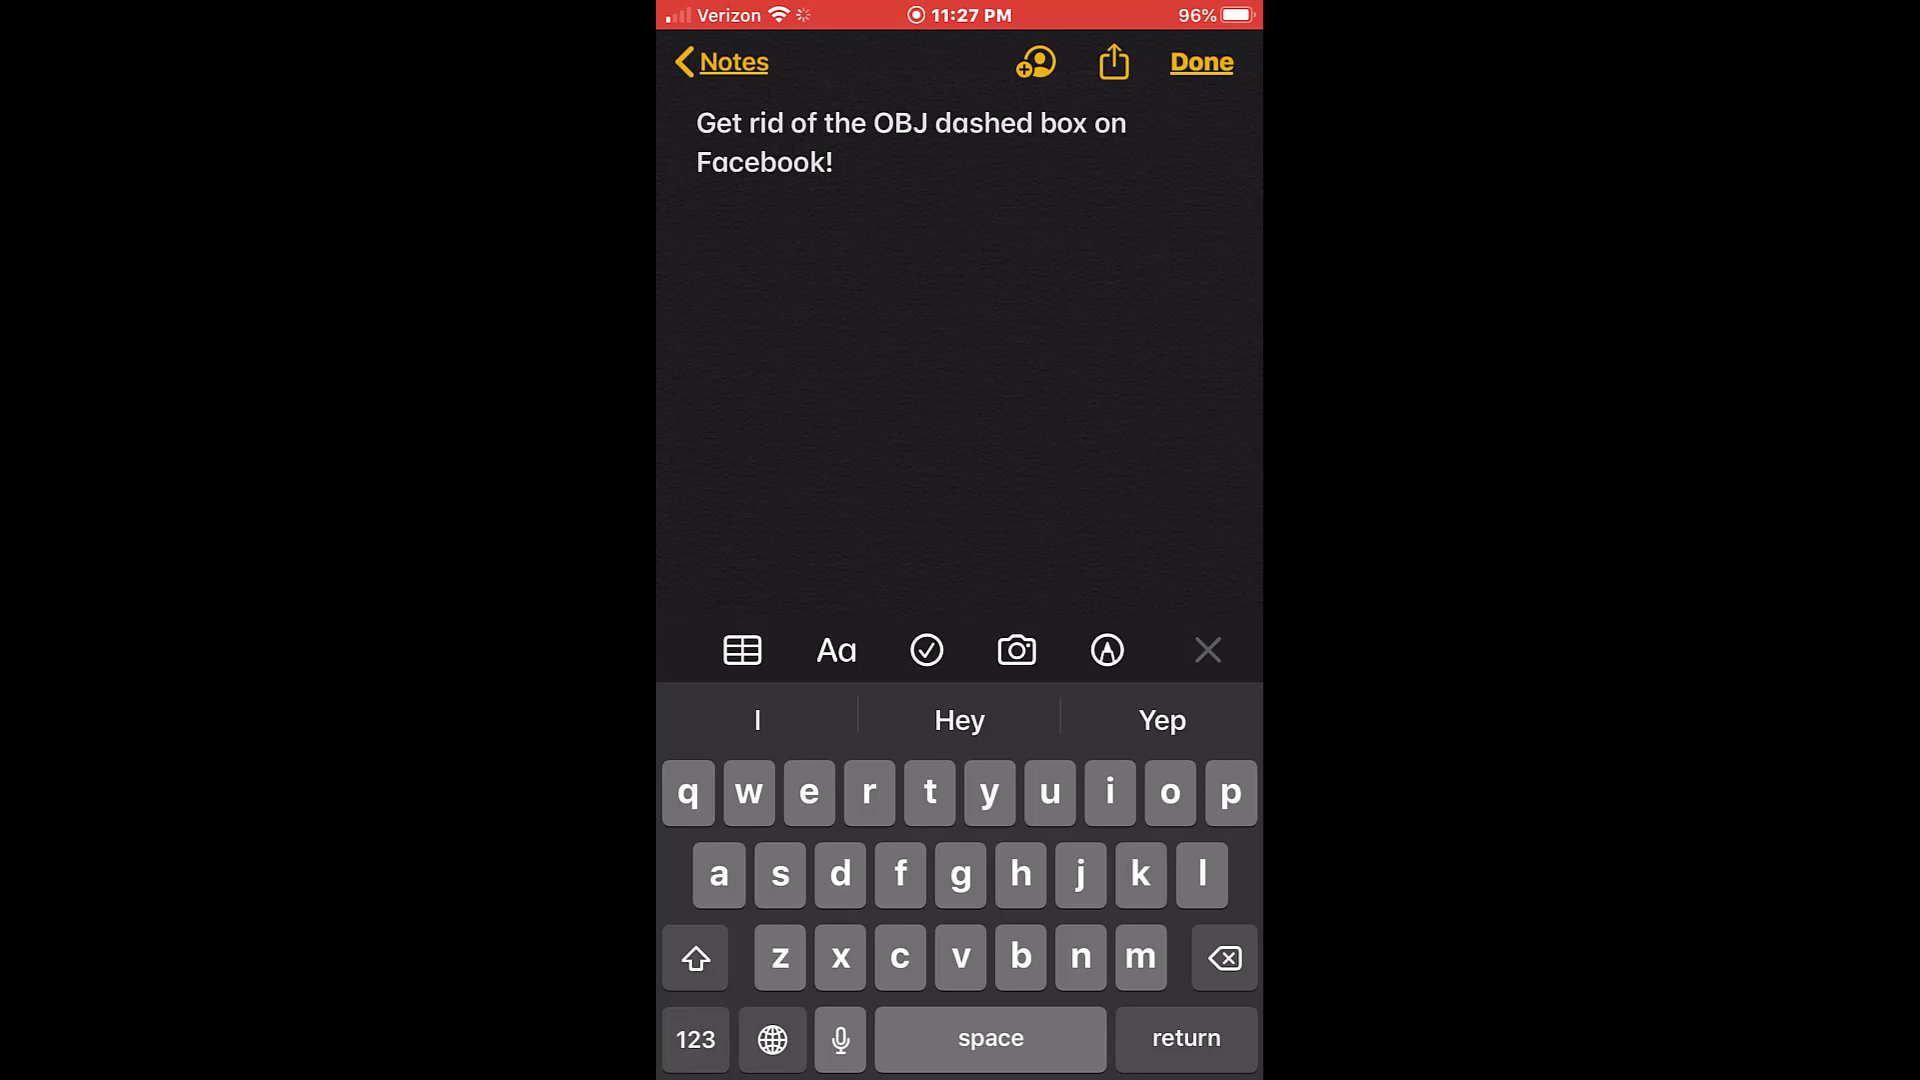 Verizon 11:27 PM 96%
Notes Done
Get rid of the OBJ dashed box on
Facebook!
Aa
I Hey Yep
q w e r t y u i o p
a s d f g h j k l
z x c v b n m
123 space return